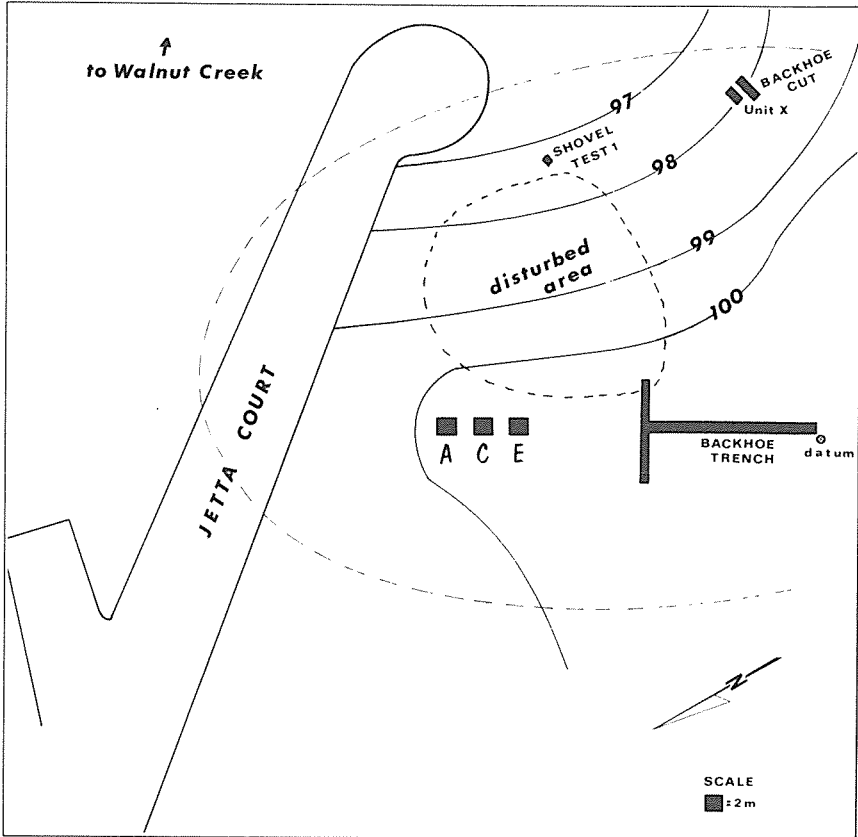 to Walnut Creek
97
BACKHOE
CUT
Unit X
SHOVEL
TEST 1
98
99
disturbed
area
100
JETTA COURT
A C E
BACKHOE
TRENCH
datum
N
SCALE
= 2m